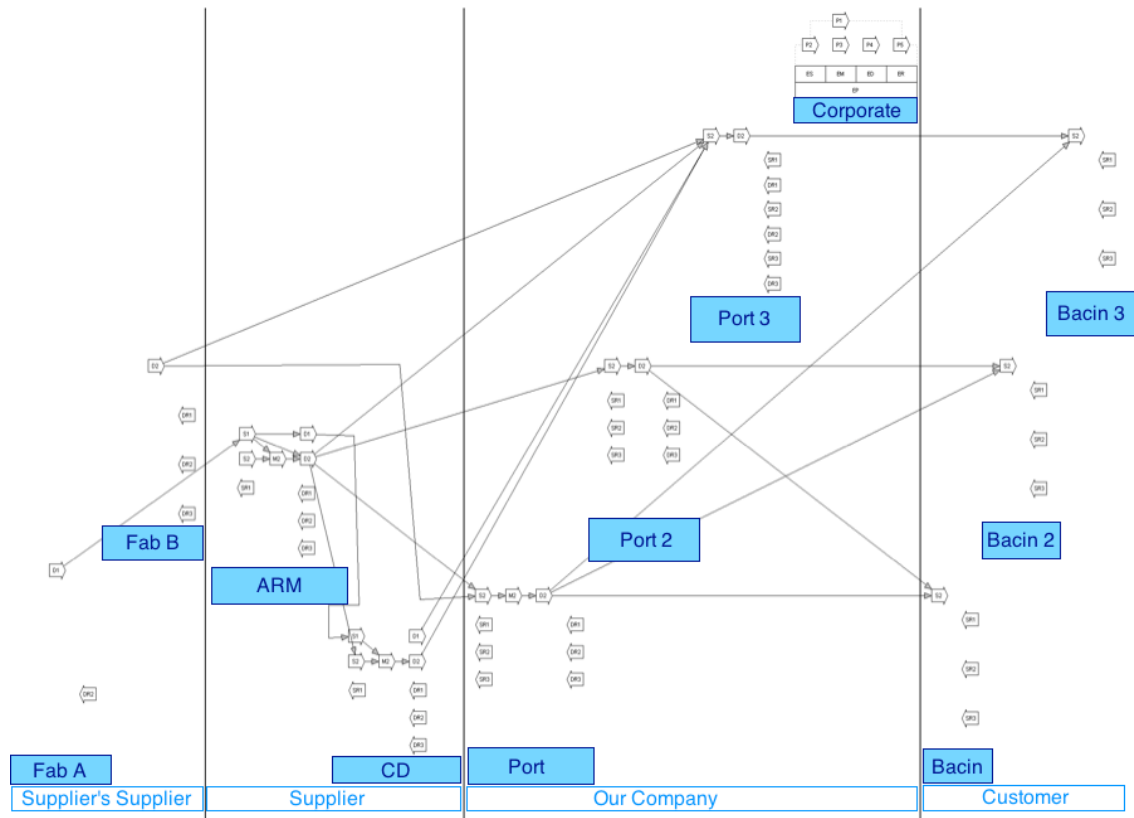 P1
P2 P3 P4 P5
ES EM ED ER
EP
Corporate
S2 D2 S2
SR1 SR1
DR1
SR2 SR2
DR2
SR3 SR3
DR3
Port 3
Bacin 3
D2 S2 D2 S2
SR1
SR1 DR1
DR1
SR2 DR2
S1 D1
SR2
SR3 DR3
S2 M2 D2
DR2
SR1
SR3
DR1
DR3
DR2
Fab B
Port 2
Bacin 2
DR3
D1
ARM
S2 M2 D2 S2
SR1
SR1 DR1
S1 D1
SR2 DR2
S2 M2 D2
SR2
SR3 DR3
SR1 DR1
DR2
DR2
SR3
DR3
Fab A
CD
Port
Bacin
Supplier's Supplier
Supplier
Our Company
Customer